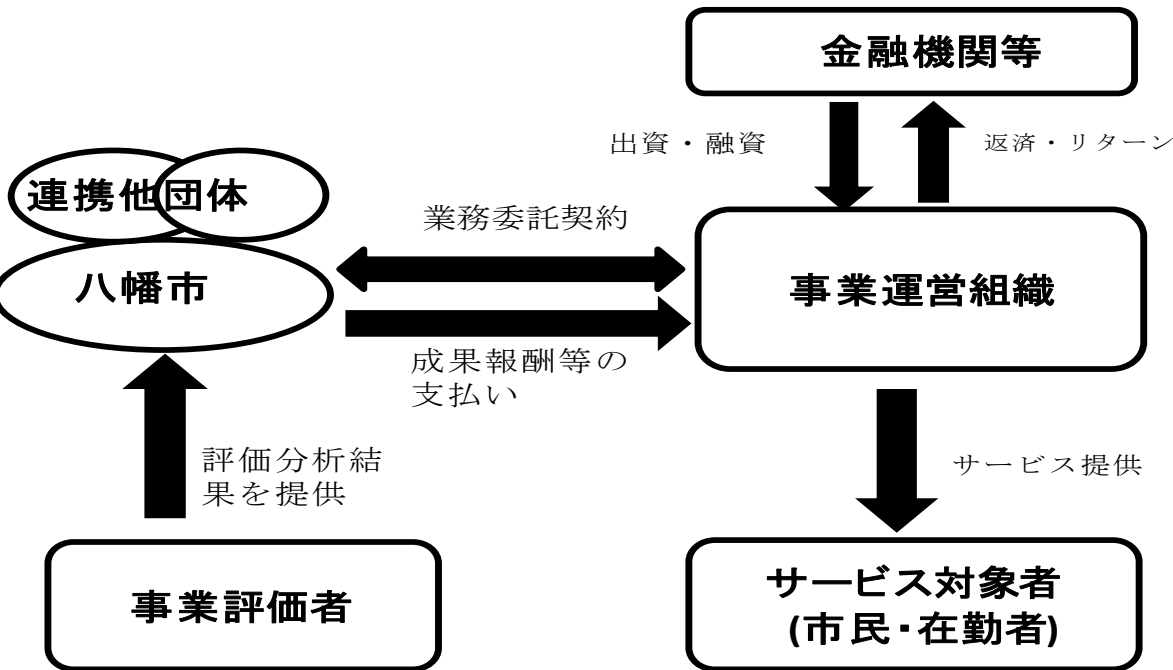 金融機関等
出資・融資
返済・リターン
連携他団体
業務委託契約
八幡市
事業運営組織
成果報酬等の
支払い
評価分析結
果を提供
サービス提供
事業評価者
サービス対象者
(市民・在勤者)